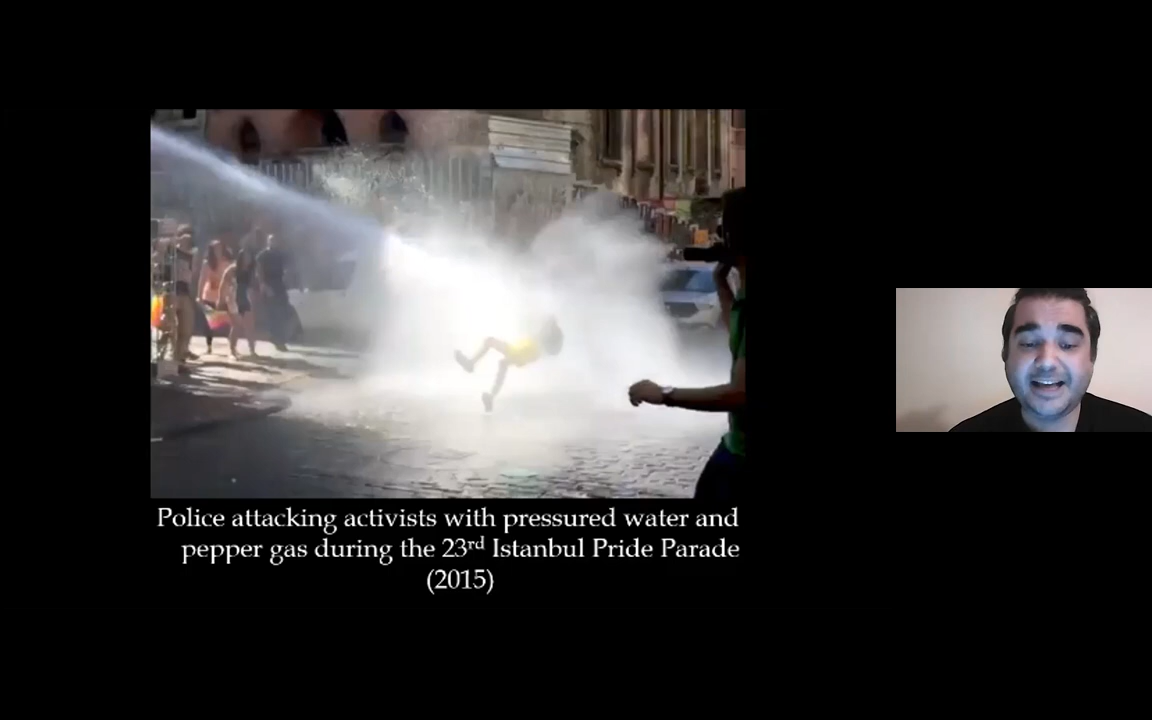 Police attacking activists with pressured water and
pepper gas during the 23rd Istanbul Pride Parade
(2015)